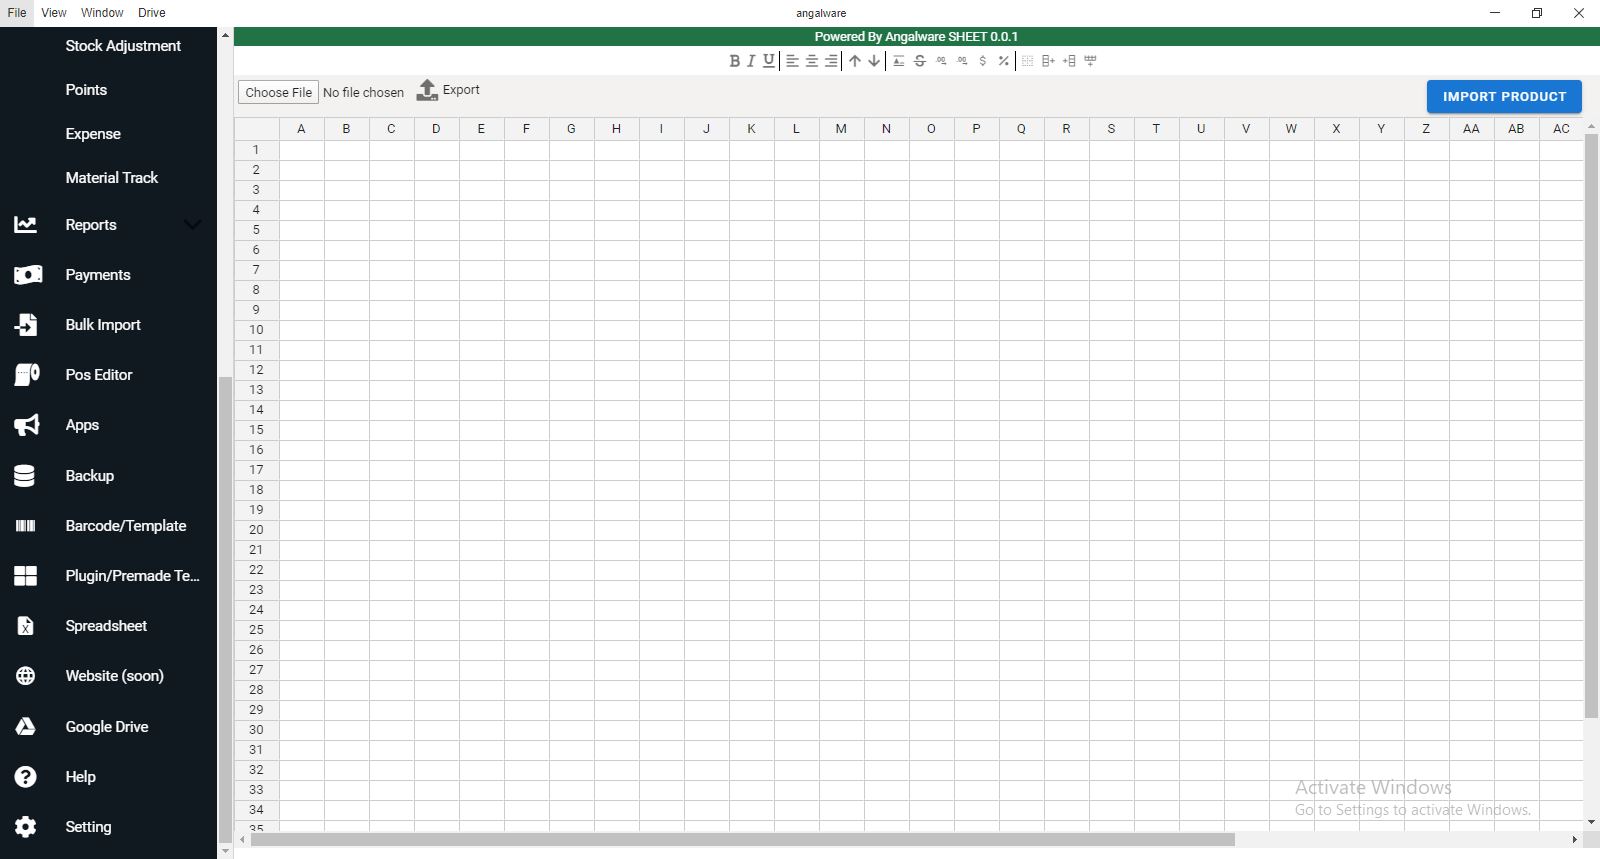 File View Window Drive
angalware
Stock Adjustment
Points
Expense
Material Track
Reports
Payments
Bulk Import
Pos Editor
Apps
Backup
Barcode/Template
Plugin/Premade Te...
Spreadsheet
Website (soon)
Google Drive
Help
Setting
Powered By Angalware SHEET 0.0.1
B I U S .00 .00 $ %
Choose File No file chosen Export
IMPORT PRODUCT
A B C D E F G H I J K L M N O P Q R S T U V W X Y Z AA AB AC
1
2
3
4
5
6
7
8
9
10
11
12
13
14
15
16
17
18
19
20
21
22
23
24
25
26
27
28
29
30
31
32
33
34
35
Activate Windows
Go to Settings to activate Windows.